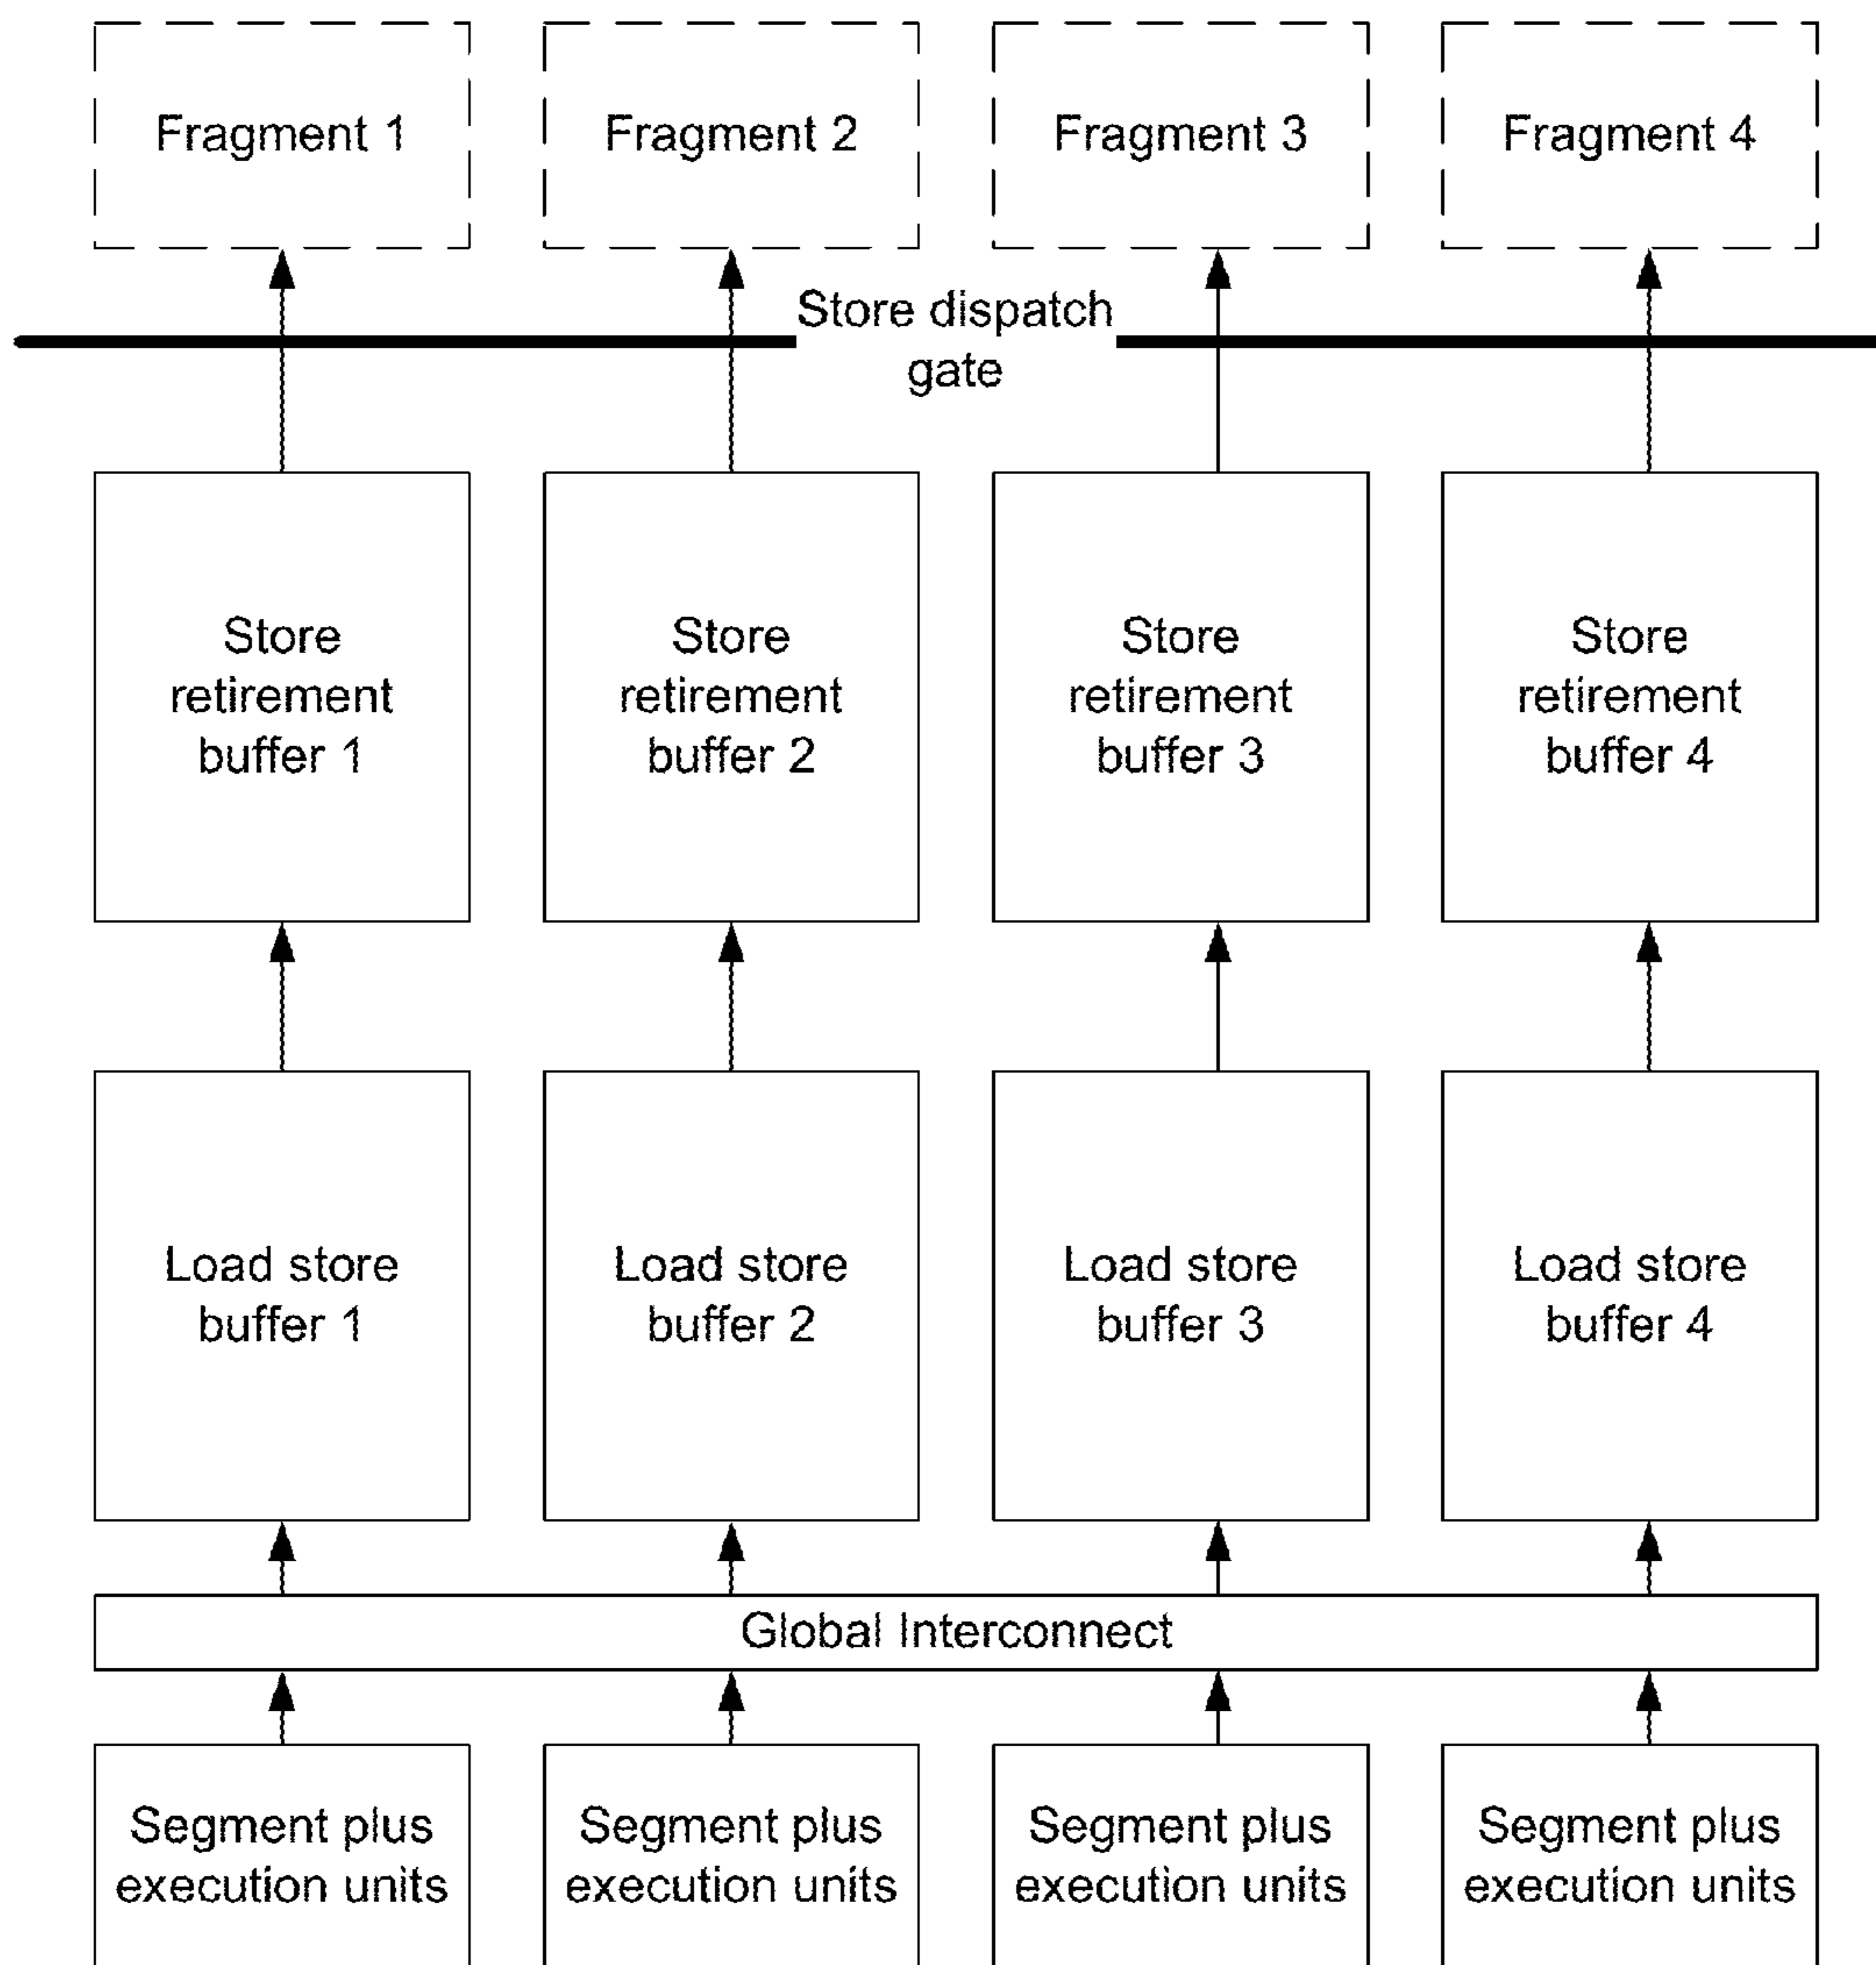 Fragment 1
Fragment 2
Fragment 3
Fragment 4
Store dispatch
gate
Store
retirement
buffer 1
Store
retirement
buffer 2
Store
retirement
buffer 3
Store
retirement
buffer 4
Load store
buffer 1
Load store
buffer 2
Load store
buffer 3
Load store
buffer 4
Global Interconnect
Segment plus
execution units
Segment plus
execution units
Segment plus
execution units
Segment plus
execution units